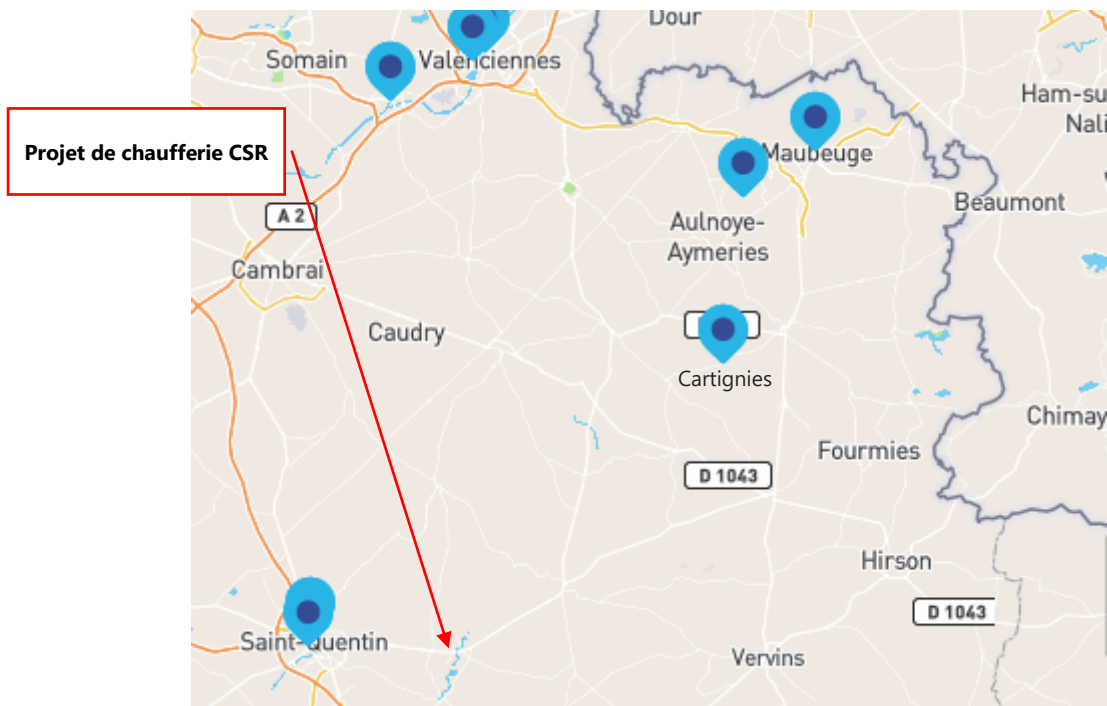 Dour
Somain
Valenciennes
Ham-su
Nali
Projet de chaufferie CSR
Maubeuge
Beaumont
A 2
Aulnoye-
Aymeries
Cambrai
Caudry
Cartignies
Chimay
Fourmies
D 1043
Hirson
D 1043
Saint-Quentin
Vervins